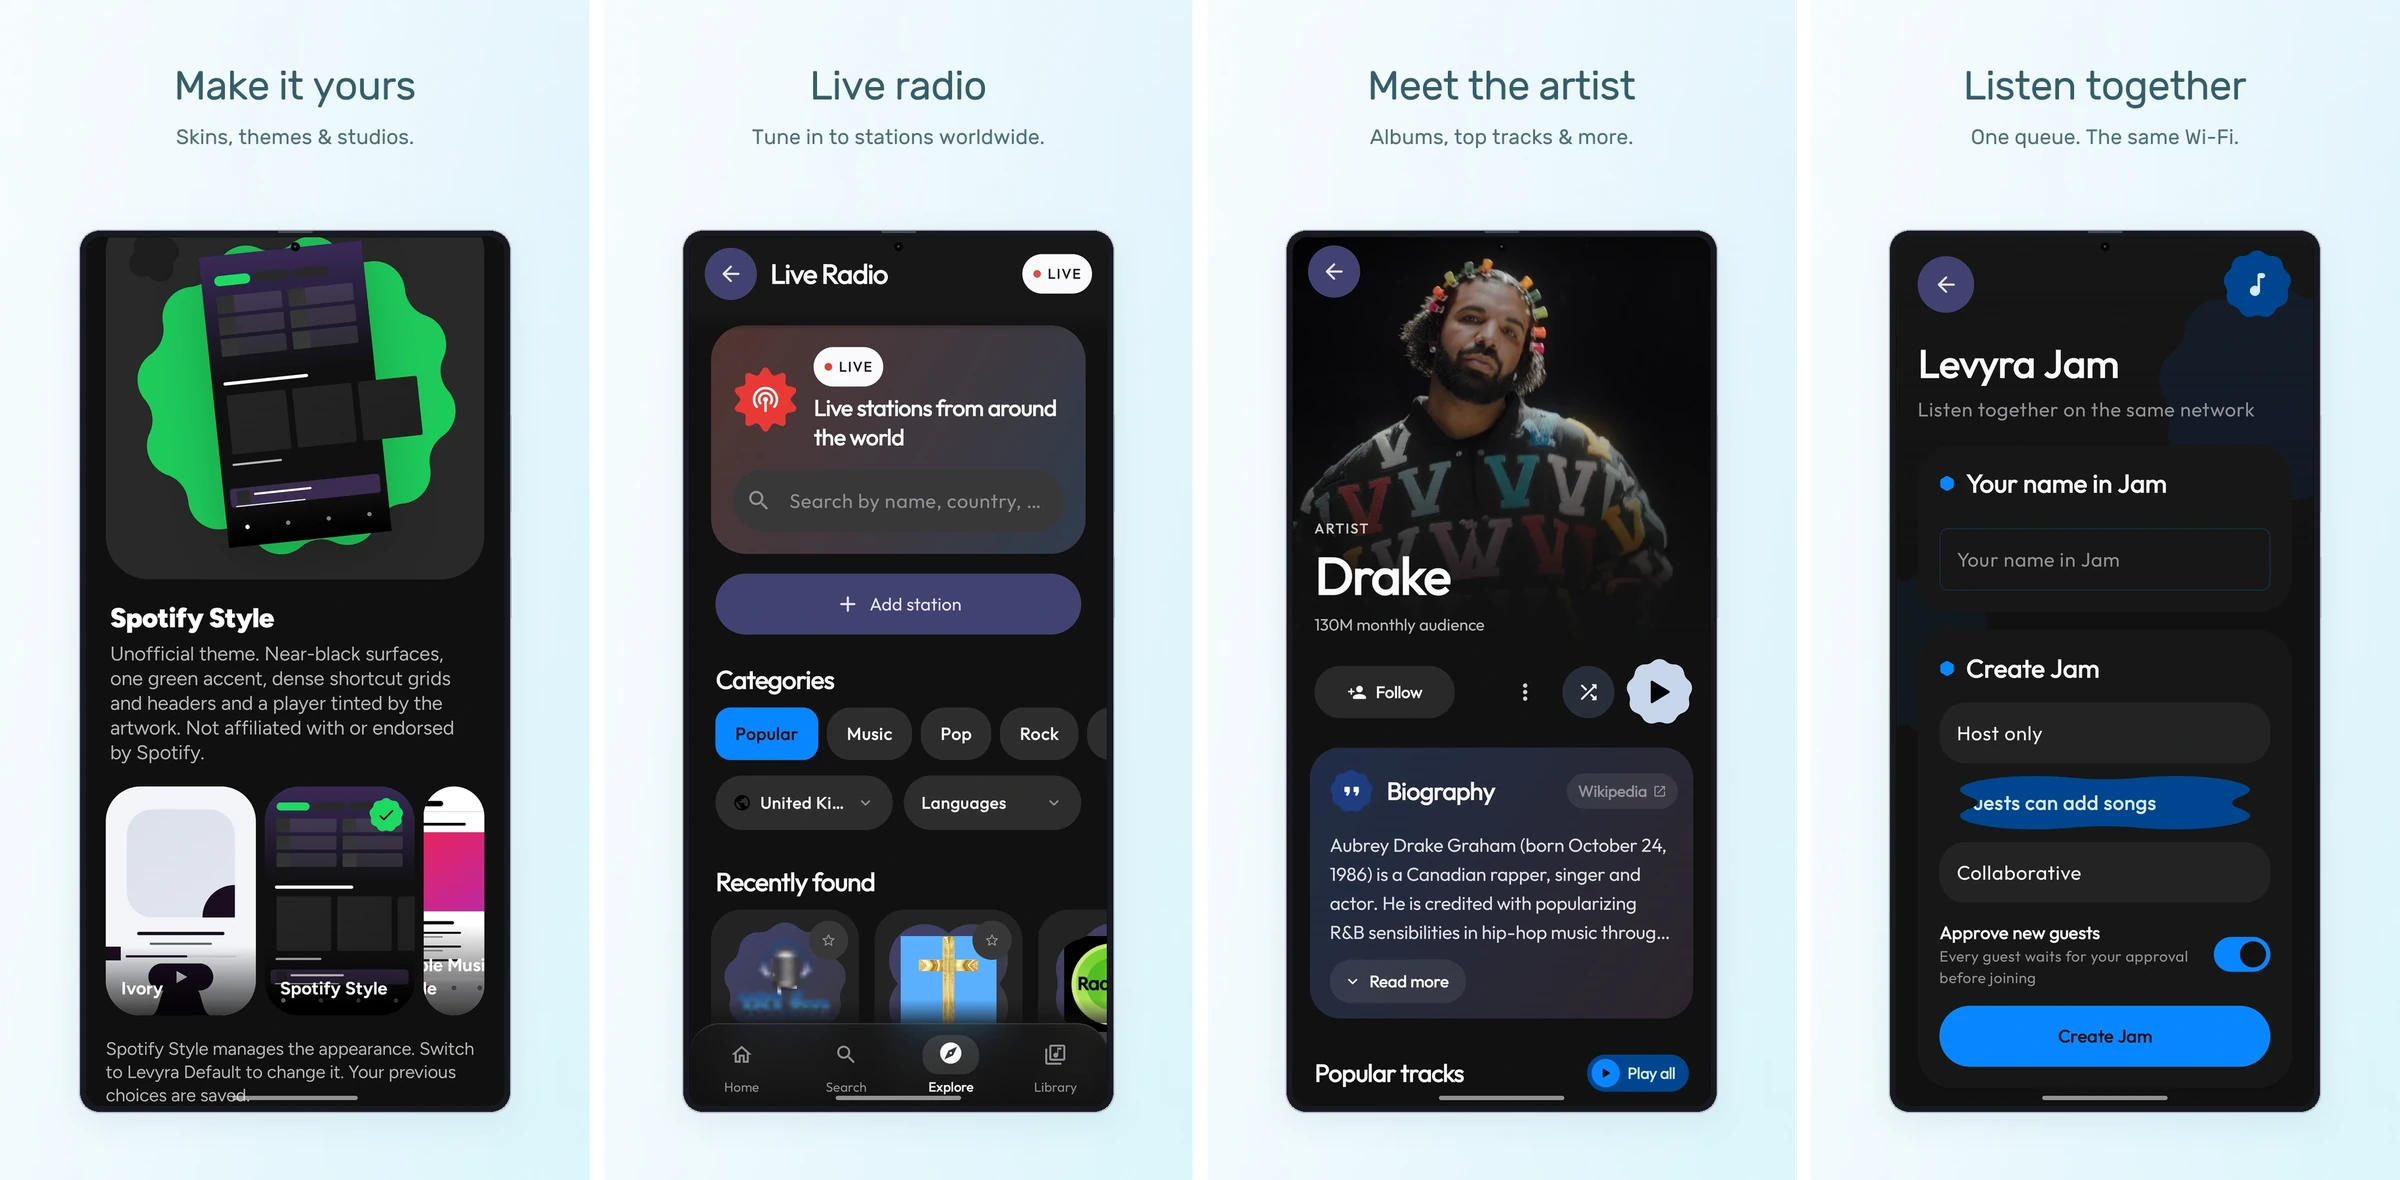 Make it yours
Skins, themes & studios.
Spotify Style
Unofficial theme. Near-black surfaces,
one green accent, dense shortcut grids
and headers and a player tinted by the
artwork. Not affiliated with or endorsed
by Spotify.
Ivory
Spotify Style
ple Musi
le
Spotify Style manages the appearance. Switch
to Levyra Default to change it. Your previous
choices are saved.
Live radio
Tune in to stations worldwide.
Live Radio
LIVE
LIVE
Live stations from around
the world
Search by name, country, ...
+ Add station
Categories
Popular
Music
Pop
Rock
United Ki...
Languages
Recently found
Rad
Home
Search
Explore
Library
Meet the artist
Albums, top tracks & more.
ARTIST
Drake
130M monthly audience
Follow
Biography
Wikipedia
Aubrey Drake Graham (born October 24,
1986) is a Canadian rapper, singer and
actor. He is credited with popularizing
R&B sensibilities in hip-hop music throug...
Read more
Popular tracks
Play all
Listen together
One queue. The same Wi-Fi.
Levyra Jam
Listen together on the same network
Your name in Jam
Your name in Jam
Create Jam
Host only
uests can add songs
Collaborative
Approve new guests
Every guest waits for your approval
before joining
Create Jam